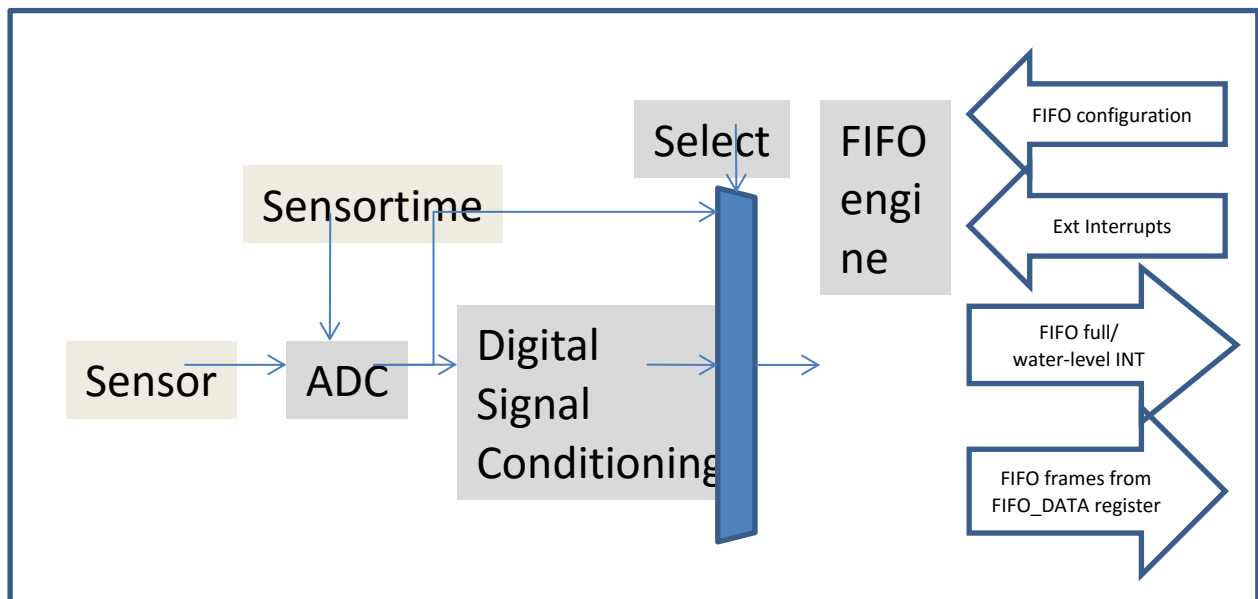 Select
FIFO
engi
ne
FIFO configuration
Sensortime
Ext Interrupts
Sensor
ADC
Digital
Signal
Conditioning
FIFO full/
water-level INT
FIFO frames from
FIFO_DATA register